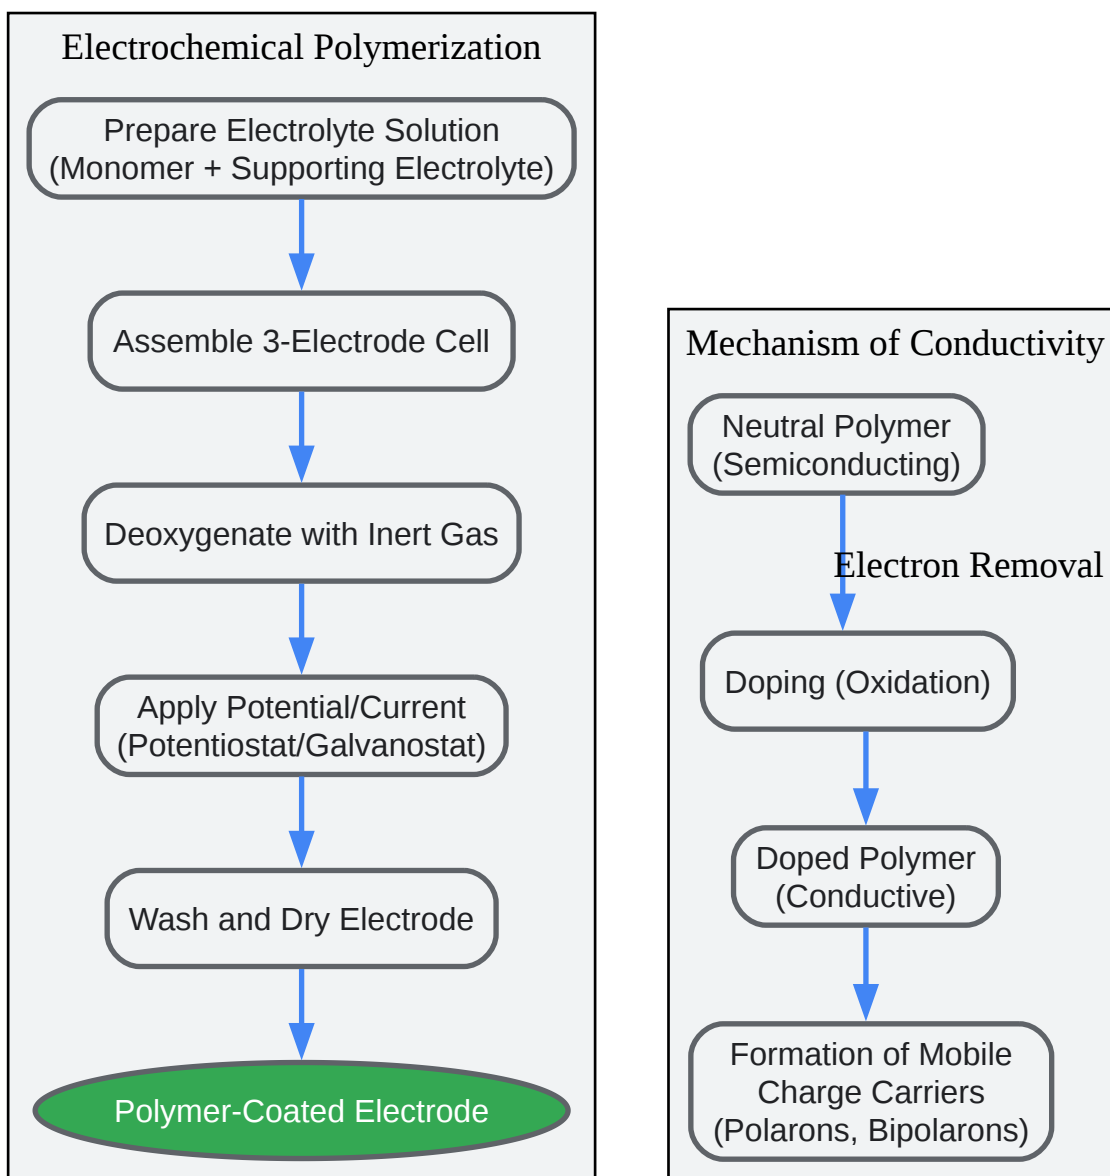 Electrochemical Polymerization
Prepare Electrolyte Solution
(Monomer + Supporting Electrolyte)
Assemble 3-Electrode Cell
Deoxygenate with Inert Gas
Apply Potential/Current
(Potentiostat/Galvanostat)
Wash and Dry Electrode
Polymer-Coated Electrode
Mechanism of Conductivity
Neutral Polymer
(Semiconducting)
Electron Removal
Doping (Oxidation)
Doped Polymer
(Conductive)
Formation of Mobile
Charge Carriers
(Polarons, Bipolarons)